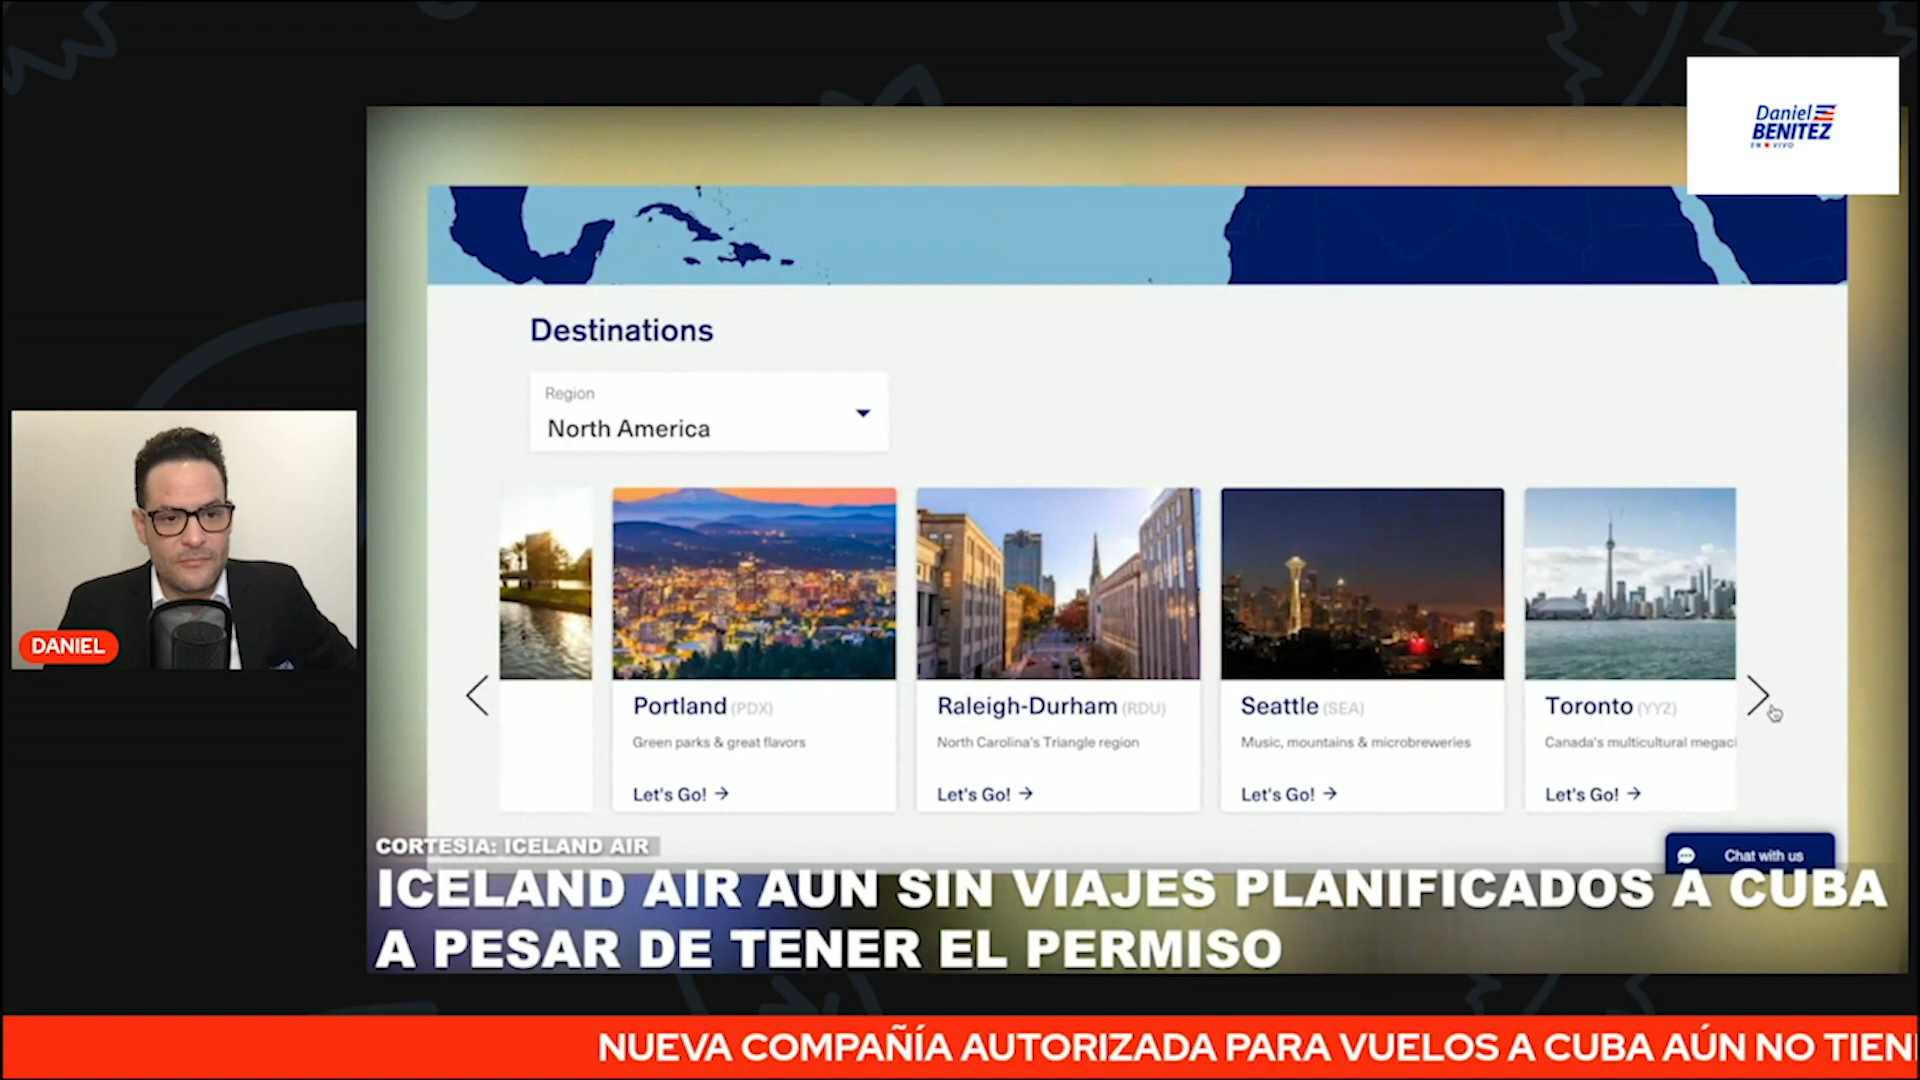 Daniel
BENITEZ
EN VIVO
Destinations
Region
North America
Portland (PDX)
Green parks & great flavors
Let's Go!
Raleigh-Durham (RDU)
North Carolina's Triangle region
Let's Go!
Seattle (SEA)
Music, mountains & microbreweries
Let's Go!
Toronto (YYZ)
Canada's multicultural megaci
Let's Go!
Chat with us
DANIEL
CORTESIA: ICELAND AIR
ICELAND AIR AUN SIN VIAJES PLANIFICADOS A CUBA
A PESAR DE TENER EL PERMISO
NUEVA COMPAÑÍA AUTORIZADA PARA VUELOS A CUBA AÚN NO TIEN